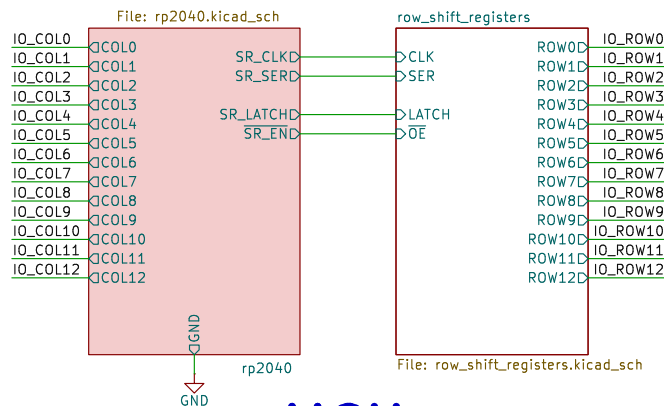 File: rp2040.kicad_sch
row_shift_registers
IO_COL0
IO_COL1
IO_COL2
IO_COL3
IO_COL4
IO_COL5
IO_COL6
IO_COL7
IO_COL8
IO_COL9
IO_COL10
IO_COL11
IO_COL12
COL0
COL1
COL2
COL3
COL4
COL5
COL6
COL7
COL8
COL9
COL10
COL11
COL12
SR_CLK
SR_SER
SR_LATCH
SR_EN
GND
rp2040
GND
CLK
SER
LATCH
OE
ROW0
ROW1
ROW2
ROW3
ROW4
ROW5
ROW6
ROW7
ROW8
ROW9
ROW10
ROW11
ROW12
IO_ROW0
IO_ROW1
IO_ROW2
IO_ROW3
IO_ROW4
IO_ROW5
IO_ROW6
IO_ROW7
IO_ROW8
IO_ROW9
IO_ROW10
IO_ROW11
IO_ROW12
File: row_shift_registers.kicad_sch